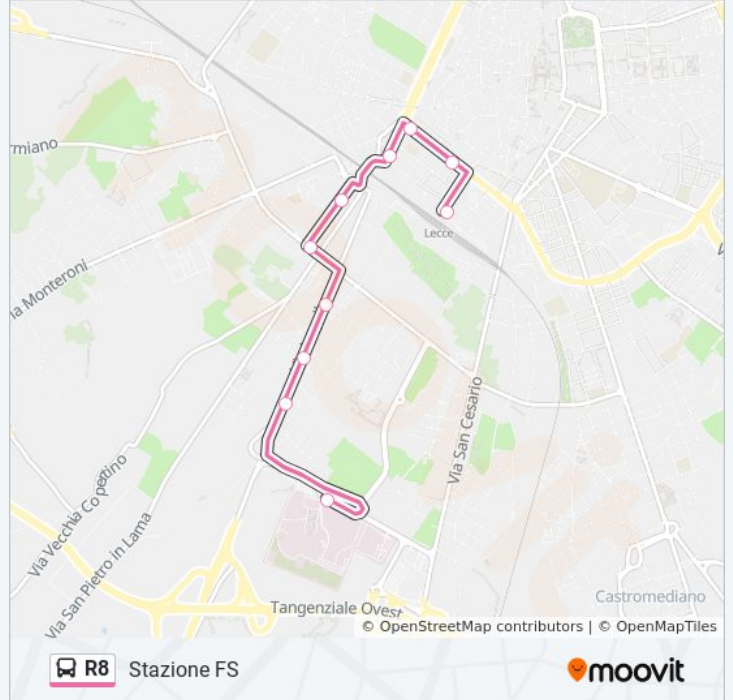 rmiano
ia Monteroni
Lecce
Via San Cesario
Via Vecchia Copertino
Via San Pietro in Lama
Castromediano
Tangenziale Ovest
© OpenStreetMap contributors | © OpenMapTiles
R8 Stazione FS
moovit